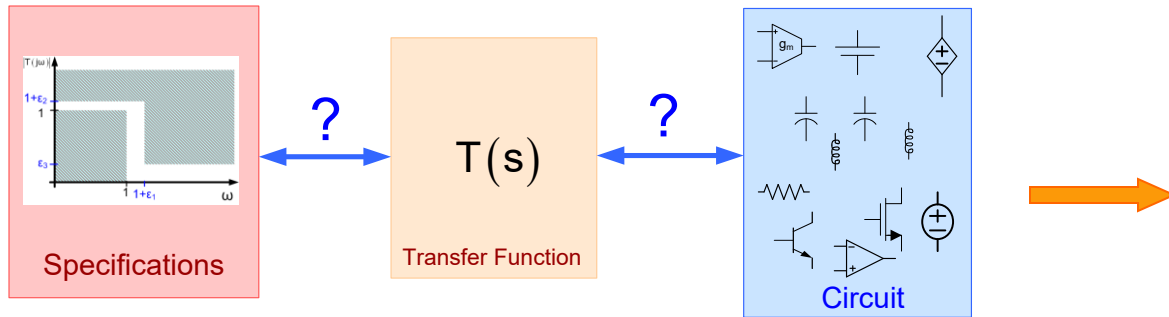 |T(jω)|
1+ε₂
1
ε₃
1
1+ε₁
ω
Specifications
?
T(s)
Transfer Function
?
gm
Circuit